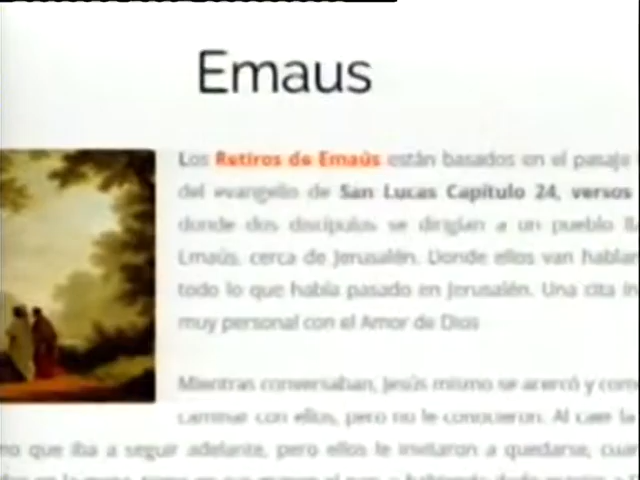 Emaus
Los Retiros de Emaús están basados en el pasaje
del evangelio de San Lucas Capítulo 24, versos
donde dos discípulos se dirigían a un pueblo
Emaús, cerca de Jerusalén. Donde ellos van
todo lo que había pasado en Jerusalén. Una cita
muy personal con el Amor de Dios
Mientras conversaban, Jesús mismo se acercó y
caminar con ellos, pero no le conocieron. Al caer la
que iba a seguir adelante, pero ellos le invitaron a quedarse,